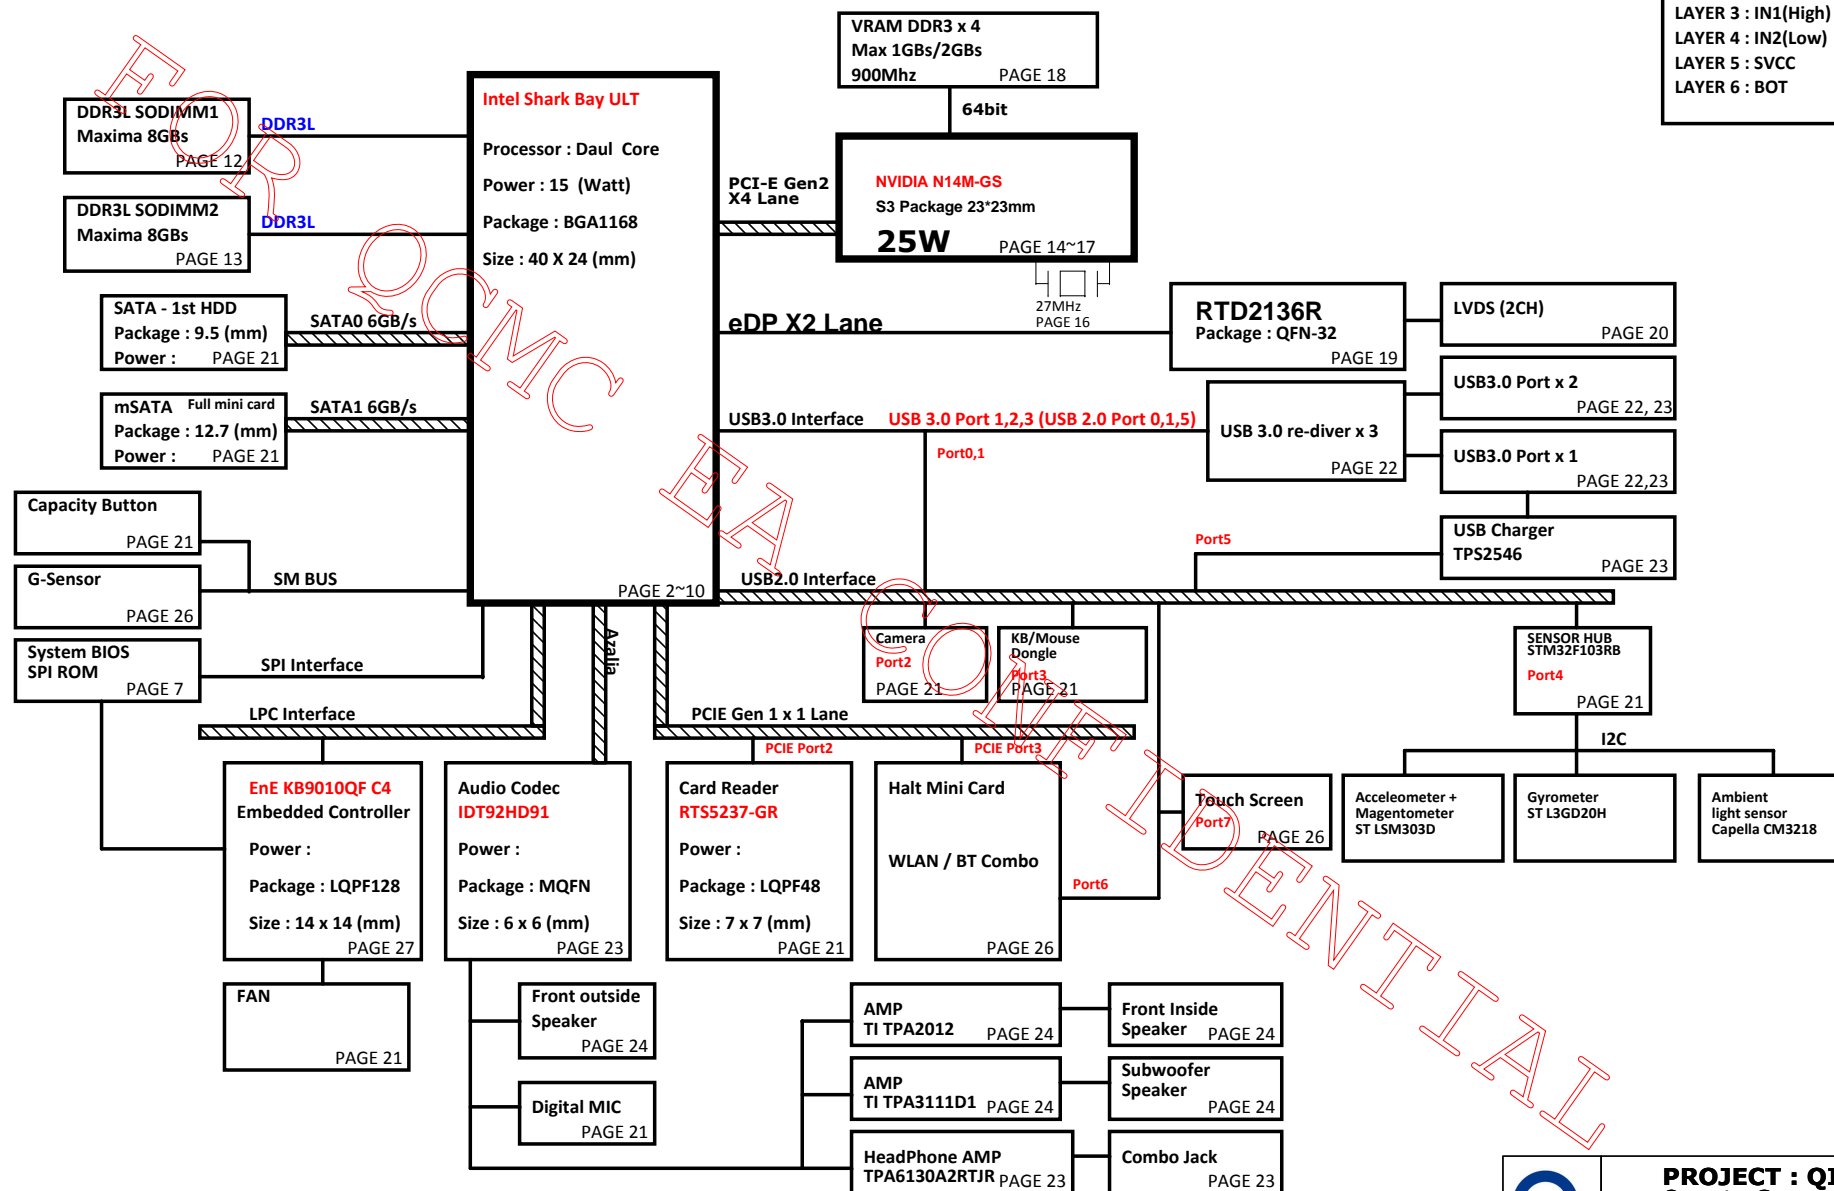 LAYER 3 : IN1(High)
LAYER 4 : IN2(Low)
LAYER 5 : SVCC
LAYER 6 : BOT
VRAM DDR3 x 4
Max 1GBs/2GBs
900Mhz PAGE 18
64bit
DDR3L SODIMM1
Maxima 8GBs
PAGE 12
DDR3L
DDR3L SODIMM2
Maxima 8GBs
PAGE 13
DDR3L
Intel Shark Bay ULT
Processor : Daul Core
Power : 15 (Watt)
Package : BGA1168
Size : 40 X 24 (mm)
PAGE 2~10
PCI-E Gen2
X4 Lane
NVIDIA N14M-GS
S3 Package 23*23mm
25W PAGE 14~17
27MHz
PAGE 16
SATA - 1st HDD
Package : 9.5 (mm)
Power : PAGE 21
SATA0 6GB/s
mSATA Full mini card
Package : 12.7 (mm)
Power : PAGE 21
SATA1 6GB/s
eDP X2 Lane
RTD2136R
Package : QFN-32
PAGE 19
LVDS (2CH)
PAGE 20
USB3.0 Interface
USB 3.0 Port 1,2,3 (USB 2.0 Port 0,1,5)
Port0,1
USB 3.0 re-diver x 3
PAGE 22
USB3.0 Port x 2
PAGE 22, 23
USB3.0 Port x 1
PAGE 22,23
USB Charger
TPS2546
PAGE 23
Port5
Capacity Button
PAGE 21
G-Sensor
PAGE 26
SM BUS
System BIOS
SPI ROM
PAGE 7
SPI Interface
USB2.0 Interface
Azalia
Camera
Port2
PAGE 21
KB/Mouse
Dongle
Port3
PAGE 21
SENSOR HUB
STM32F103RB
Port4
PAGE 21
I2C
LPC Interface
PCIE Gen 1 x 1 Lane
PCIE Port2
PCIE Port3
EnE KB9010QF C4
Embedded Controller
Power :
Package : LQPF128
Size : 14 x 14 (mm)
PAGE 27
Audio Codec
IDT92HD91
Power :
Package : MQFN
Size : 6 x 6 (mm)
PAGE 23
Card Reader
RTS5237-GR
Power :
Package : LQPF48
Size : 7 x 7 (mm)
PAGE 21
Halt Mini Card
WLAN / BT Combo
PAGE 26
Port6
Touch Screen
Port7
PAGE 26
Acceleometer +
Magentometer
ST LSM303D
Gyrometer
ST L3GD20H
Ambient
light sensor
Capella CM3218
FAN
PAGE 21
Front outside
Speaker
PAGE 24
Digital MIC
PAGE 21
AMP
TI TPA2012 PAGE 24
Front Inside
Speaker PAGE 24
AMP
TI TPA3111D1 PAGE 24
Subwoofer
Speaker
PAGE 24
HeadPhone AMP
TPA6130A2RTJR PAGE 23
Combo Jack
PAGE 23
FOR QCMC EA CONFIDENTIAL
PROJECT : QI